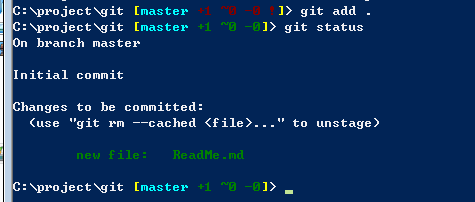 C:\project\git [master +1 ~0 -0 !]> git add .
C:\project\git [master +1 ~0 -0]> git status
On branch master
Initial commit
Changes to be committed:
(use "git rm --cached <file>..." to unstage)
new file: ReadMe.md
C:\project\git [master +1 ~0 -0]>